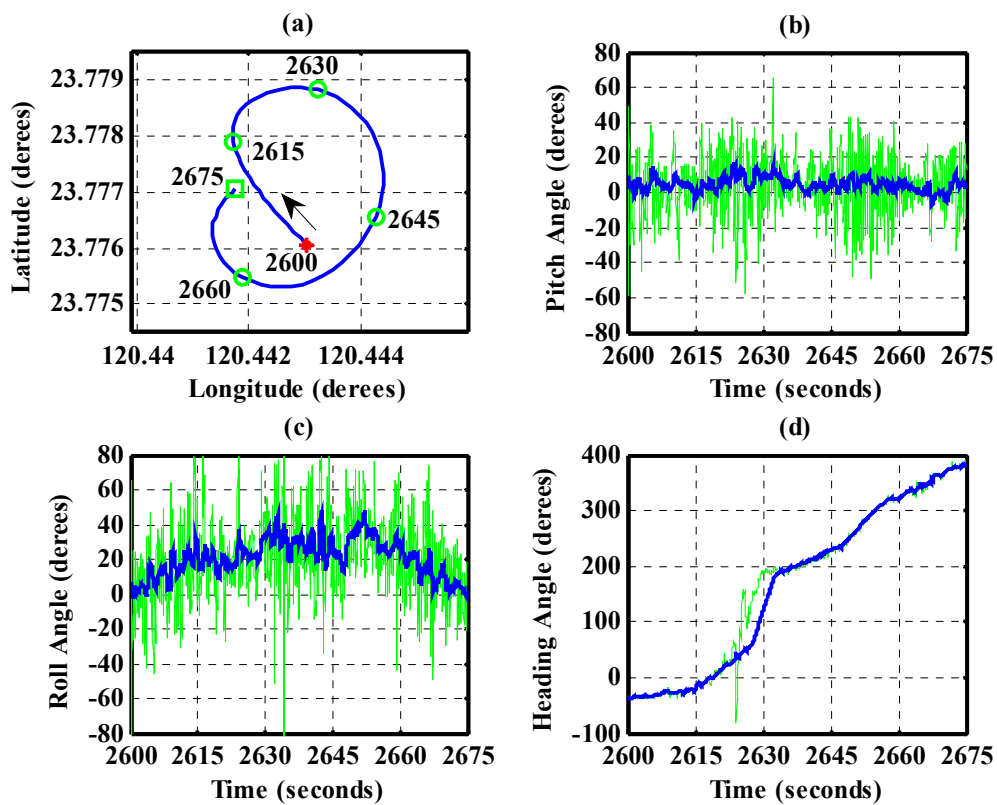 (a)
Latitude (derees)
23.779
23.778
23.777
23.776
23.775
2630
2615
2675
2645
2600
2660
120.44 120.442 120.444
Longitude (derees)
(b)
Pitch Angle (derees)
80
60
40
20
0
-20
-40
-60
-80
2600 2615 2630 2645 2660 2675
Time (seconds)
(c)
Roll Angle (derees)
80
60
40
20
0
-20
-40
-60
-80
2600 2615 2630 2645 2660 2675
Time (seconds)
(d)
Heading Angle (derees)
400
300
200
100
0
-100
2600 2615 2630 2645 2660 2675
Time (seconds)